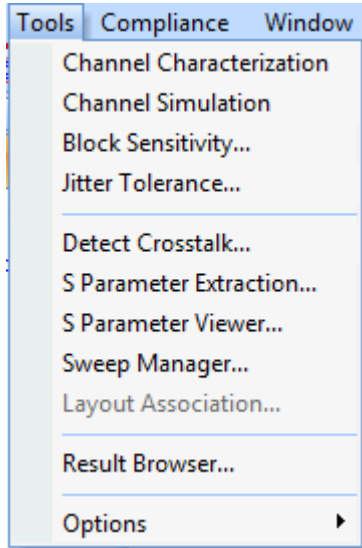 Tools Compliance Window
Channel Characterization
Channel Simulation
Block Sensitivity...
Jitter Tolerance...
Detect Crosstalk...
S Parameter Extraction...
S Parameter Viewer...
Sweep Manager...
Layout Association...
Result Browser...
Options